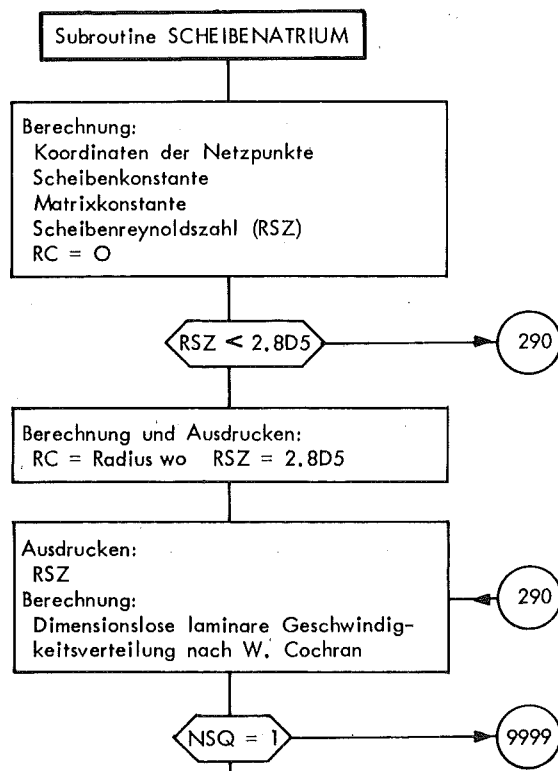 Subroutine SCHEIBENATRIUM
Berechnung:
Koordinaten der Netzpunkte
Scheibenkonstante
Matrixkonstante
Scheibenreynoldszahl (RSZ)
RC = O
RSZ < 2.8D5
290
Berechnung und Ausdrucken:
RC = Radius wo RSZ = 2.8D5
Ausdrucken:
RSZ
Berechnung:
Dimensionslose laminare Geschwindig-
keitsverteilung nach W. Cochran
290
NSQ = 1
9999